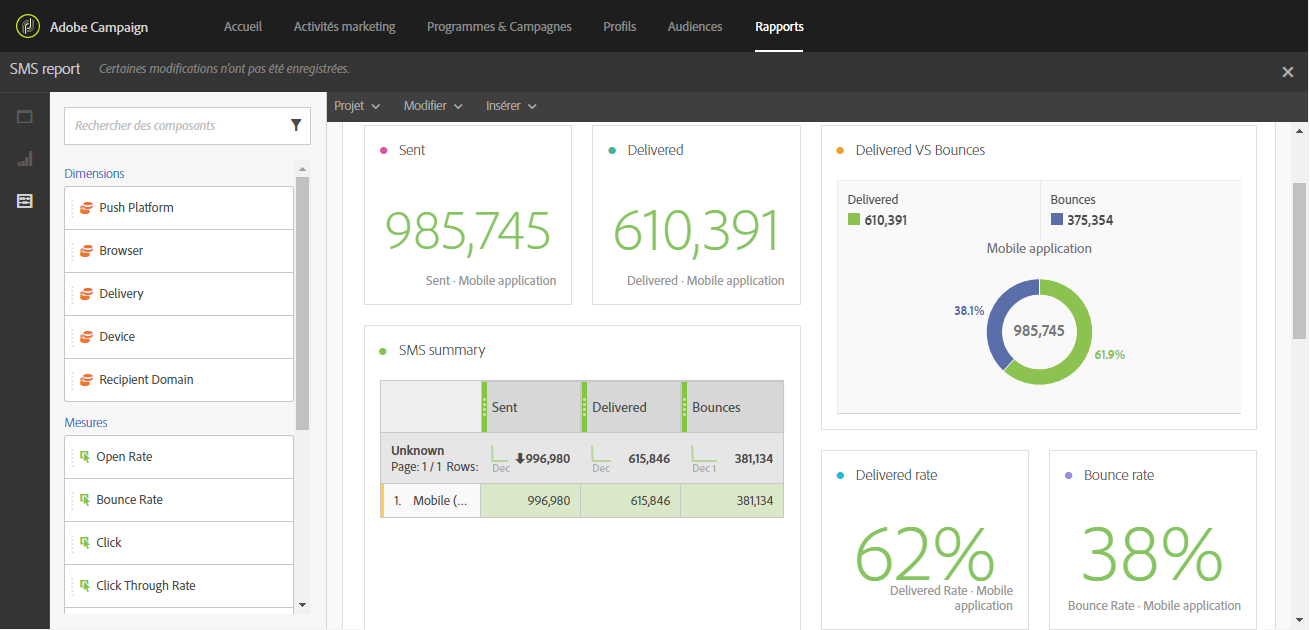 Adobe Campaign
Accueil
Activités marketing
Programmes & Campagnes
Profils
Audiences
Rapports
SMS report
Certaines modifications n'ont pas été enregistrées.
Projet
Modifier
Insérer
Rechercher des composants
Dimensions
Push Platform
Browser
Delivery
Device
Recipient Domain
Mesures
Open Rate
Bounce Rate
Click
Click Through Rate
Sent
985,745
Sent · Mobile application
Delivered
610,391
Delivered · Mobile application
Delivered VS Bounces
Delivered
610,391
Bounces
375,354
Mobile application
38.1%
985,745
61.9%
SMS summary
Sent
Delivered
Bounces
Unknown
Page: 1 / 1 Rows:
Dec
996,980
Dec
615,846
Dec 1
381,134
1. Mobile (...
996,980
615,846
381,134
Delivered rate
62%
Delivered Rate · Mobile
application
Bounce rate
38%
Bounce Rate · Mobile application